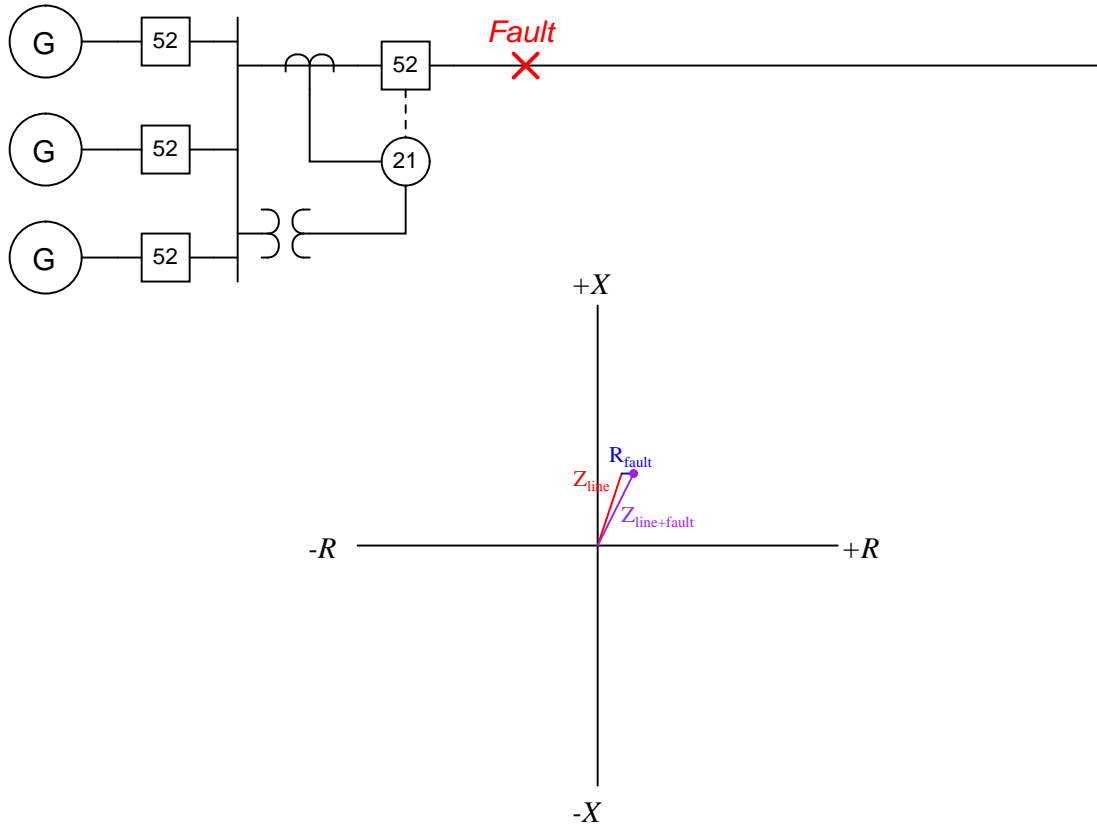 G 52
Fault
52
G 52
21
G 52
+X
R_fault
Z_line
Z_line+fault
-R +R
-X